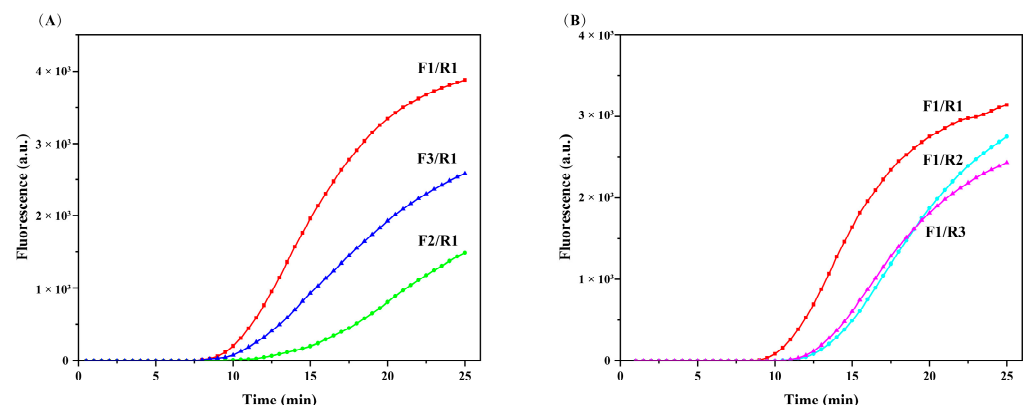 (A)
F1/R1
F3/R1
F2/R1
4 × 10³
3 × 10³
2 × 10³
1 × 10³
0
0 5 10 15 20 25
Fluorescence (a.u.)
Time (min)
(B)
F1/R1
F1/R2
F1/R3
4 × 10³
3 × 10³
2 × 10³
1 × 10³
0
0 5 10 15 20 25
Fluorescence (a.u.)
Time (min)